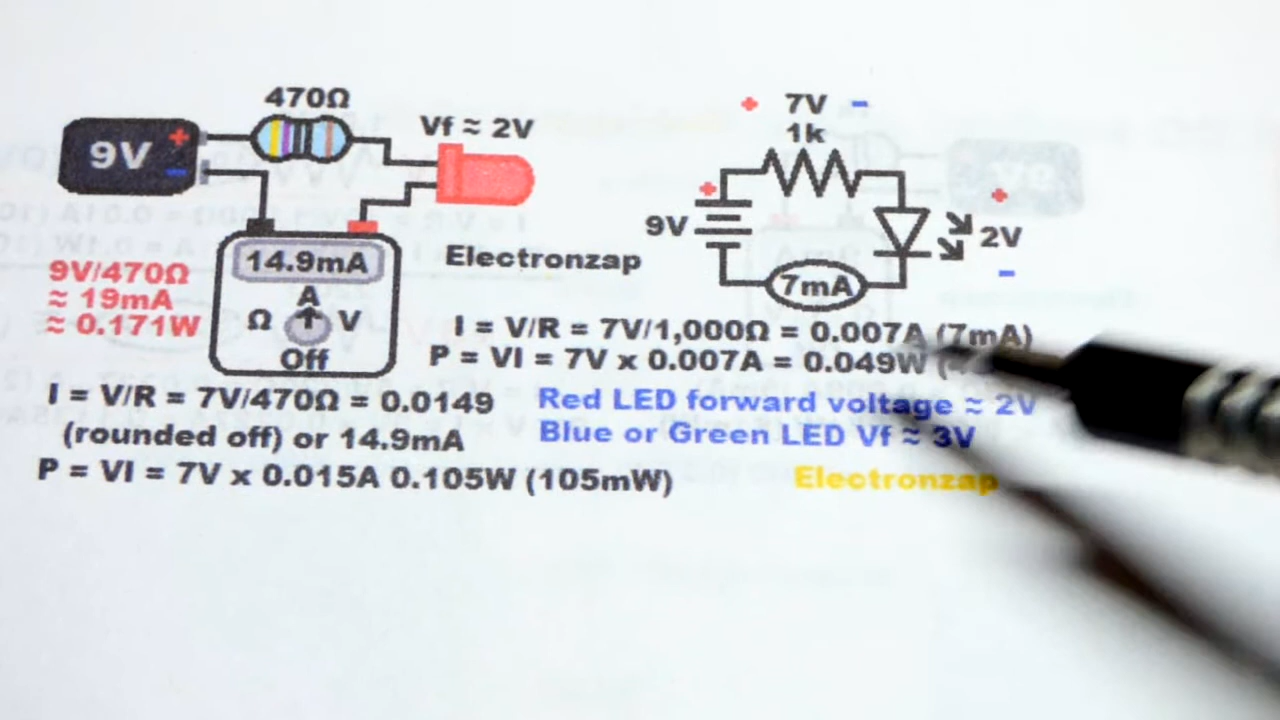 470Ω
9V
+
-
Vf ≈ 2V
14.9mA
A
Ω
V
Off
9V/470Ω
≈ 19mA
≈ 0.171W
Electronzap
+ 7V -
1k
+
9V
+
2V
-
7mA
I = V/R = 7V/1,000Ω = 0.007A (7mA)
P = VI = 7V x 0.007A = 0.049W
I = V/R = 7V/470Ω = 0.0149
(rounded off) or 14.9mA
P = VI = 7V x 0.015A 0.105W (105mW)
Red LED forward voltage ≈ 2V
Blue or Green LED Vf ≈ 3V
Electronzap